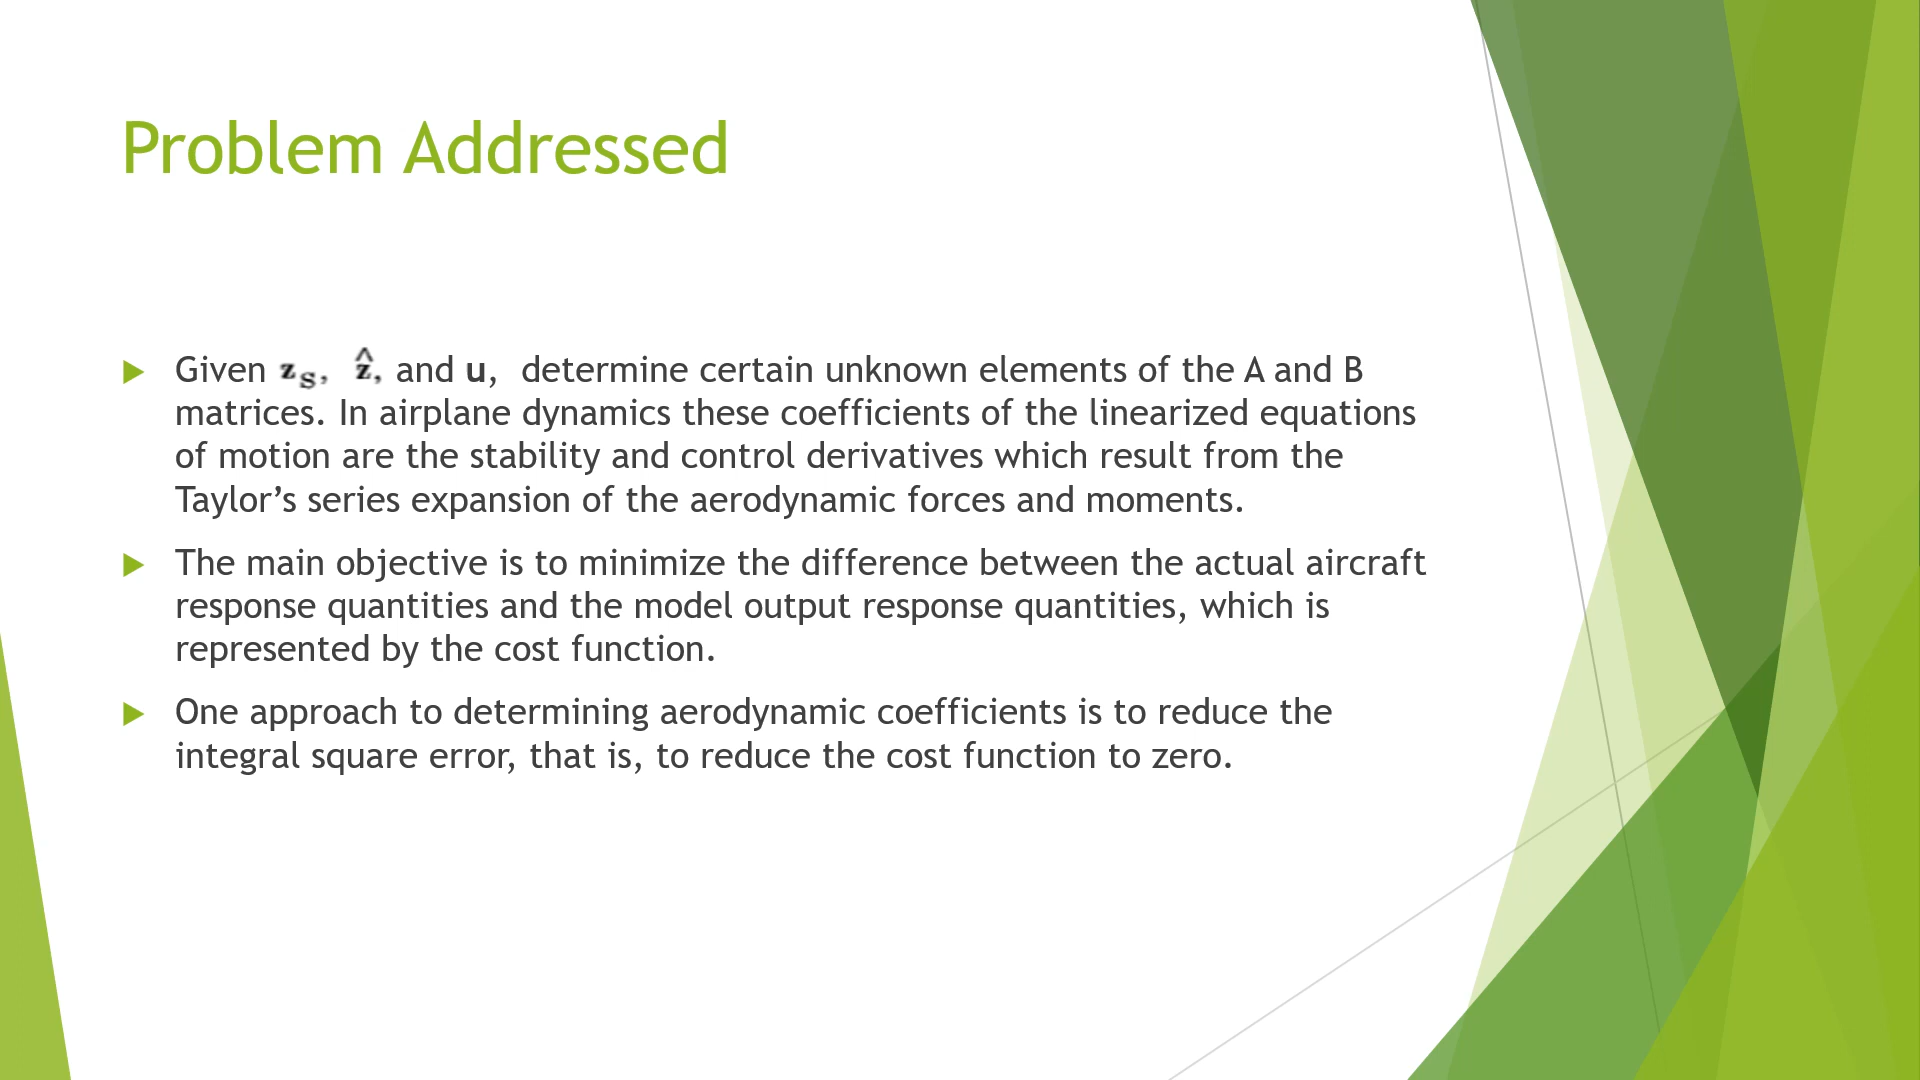 Problem Addressed
Given z_s, ẑ, and u, determine certain unknown elements of the A and B
matrices. In airplane dynamics these coefficients of the linearized equations
of motion are the stability and control derivatives which result from the
Taylor’s series expansion of the aerodynamic forces and moments.
The main objective is to minimize the difference between the actual aircraft
response quantities and the model output response quantities, which is
represented by the cost function.
One approach to determining aerodynamic coefficients is to reduce the
integral square error, that is, to reduce the cost function to zero.